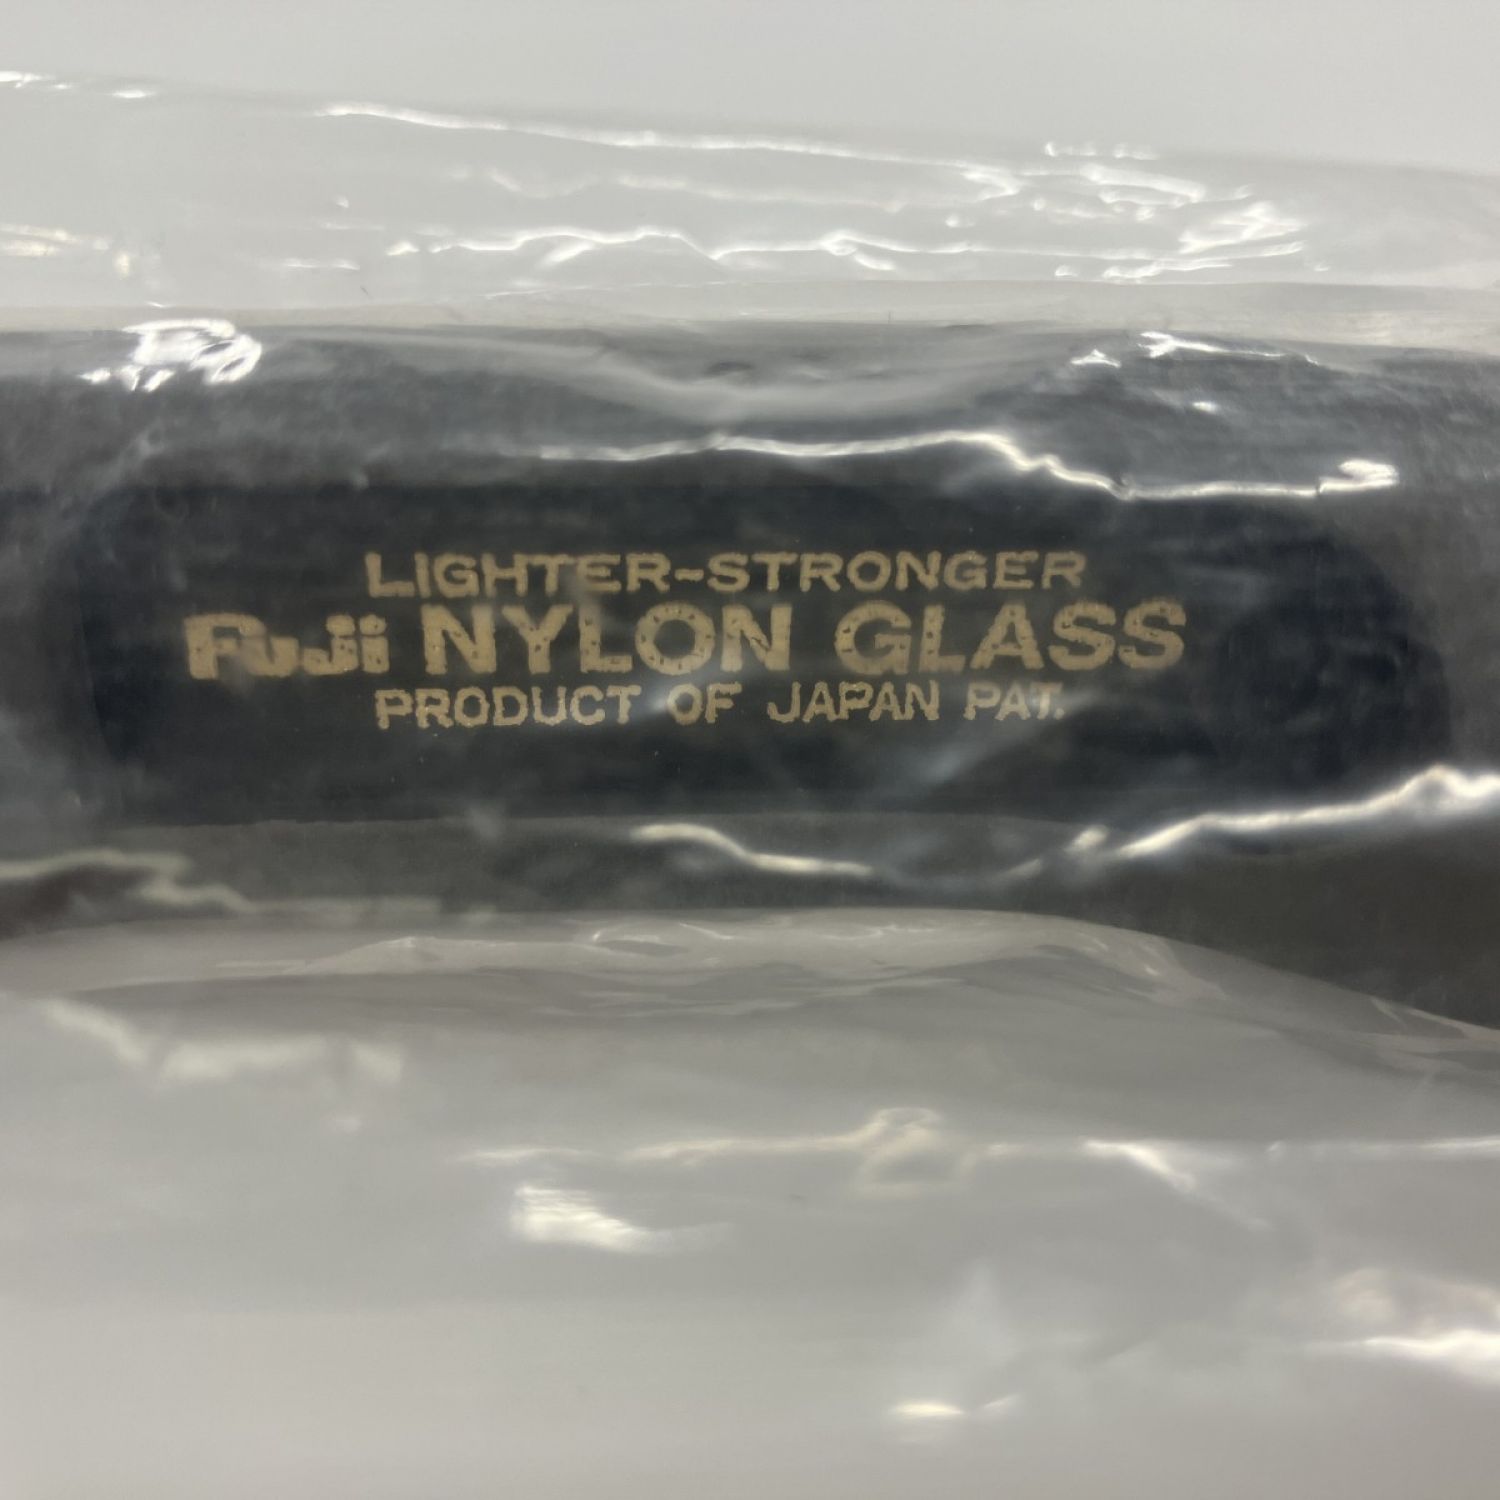 LIGHTER-STRONGER
Fuji NYLON GLASS
PRODUCT OF JAPAN PAT.